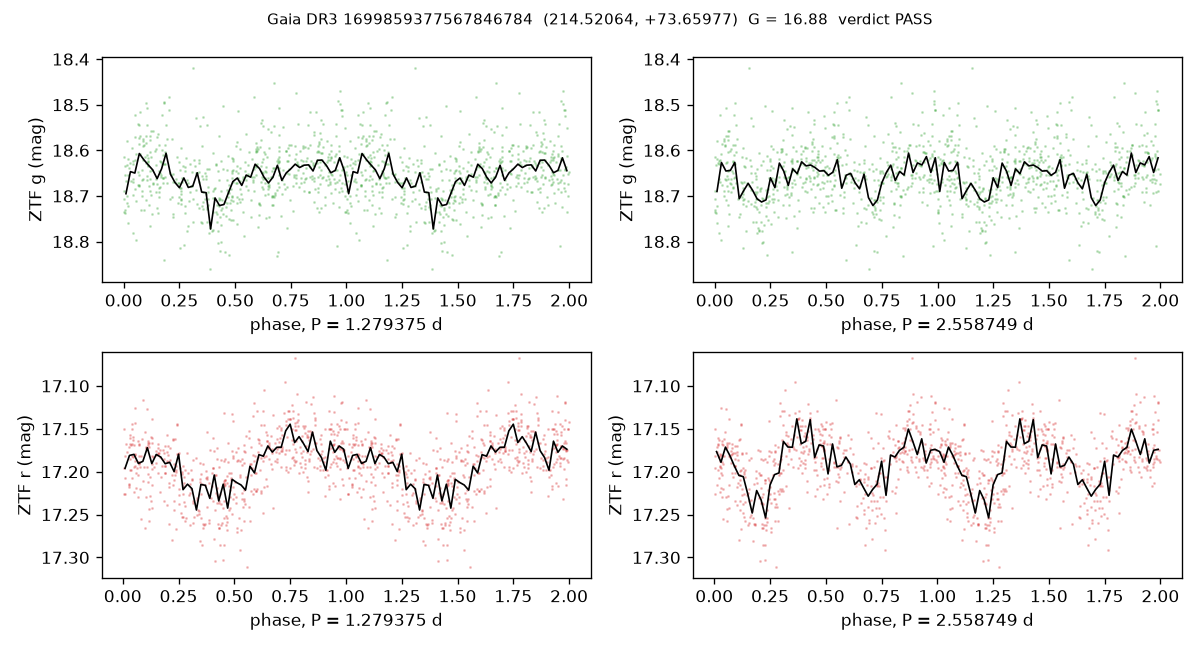 Gaia DR3 1699859377567846784 (214.52064, +73.65977) G = 16.88 verdict PASS
ZTF g (mag)
18.4
18.5
18.6
18.7
18.8
0.00 0.25 0.50 0.75 1.00 1.25 1.50 1.75 2.00
phase, P = 1.279375 d
ZTF g (mag)
18.4
18.5
18.6
18.7
18.8
0.00 0.25 0.50 0.75 1.00 1.25 1.50 1.75 2.00
phase, P = 2.558749 d
ZTF r (mag)
17.10
17.15
17.20
17.25
17.30
0.00 0.25 0.50 0.75 1.00 1.25 1.50 1.75 2.00
phase, P = 1.279375 d
ZTF r (mag)
17.10
17.15
17.20
17.25
17.30
0.00 0.25 0.50 0.75 1.00 1.25 1.50 1.75 2.00
phase, P = 2.558749 d